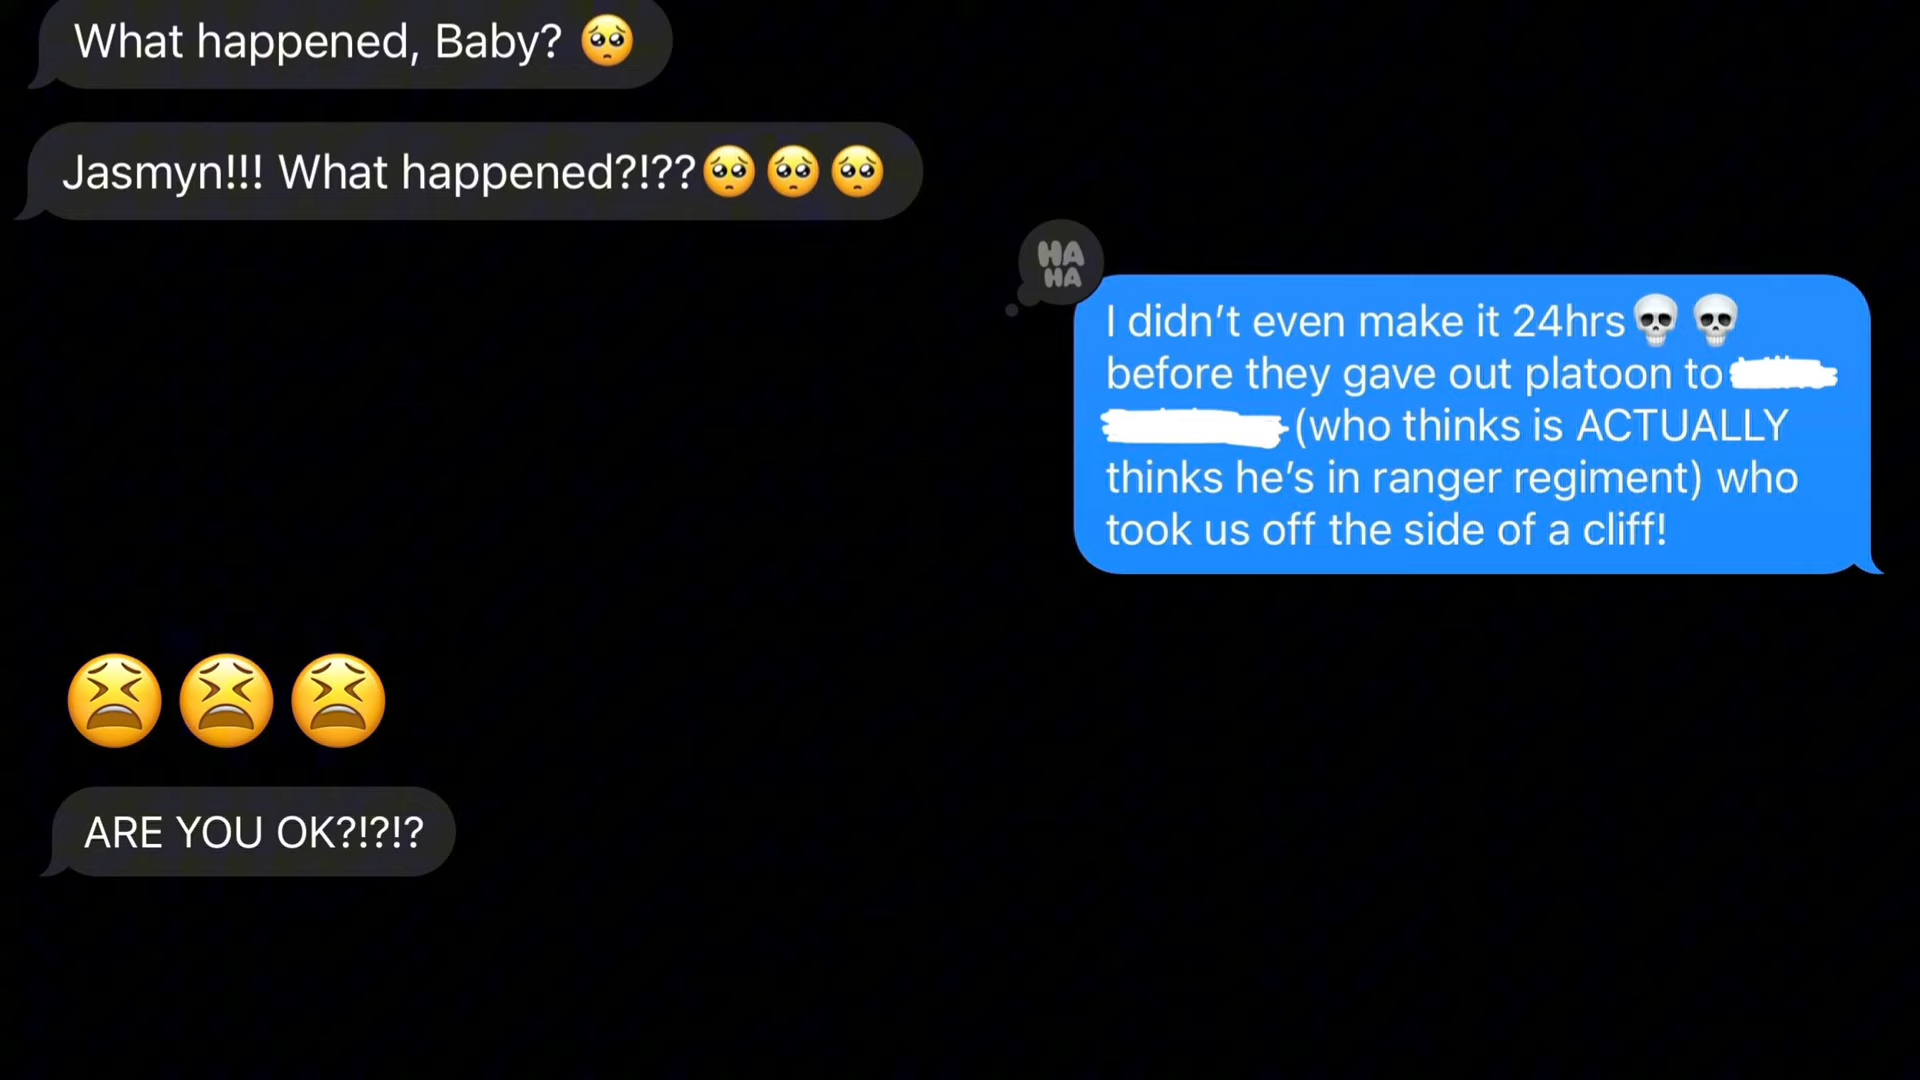 What happened, Baby? 🥺
Jasmyn!!! What happened?!??🥺🥺🥺
HA
HA
I didn't even make it 24hrs💀💀
before they gave out platoon to
(who thinks is ACTUALLY
thinks he's in ranger regiment) who
took us off the side of a cliff!
😫😫😫
ARE YOU OK?!?!?